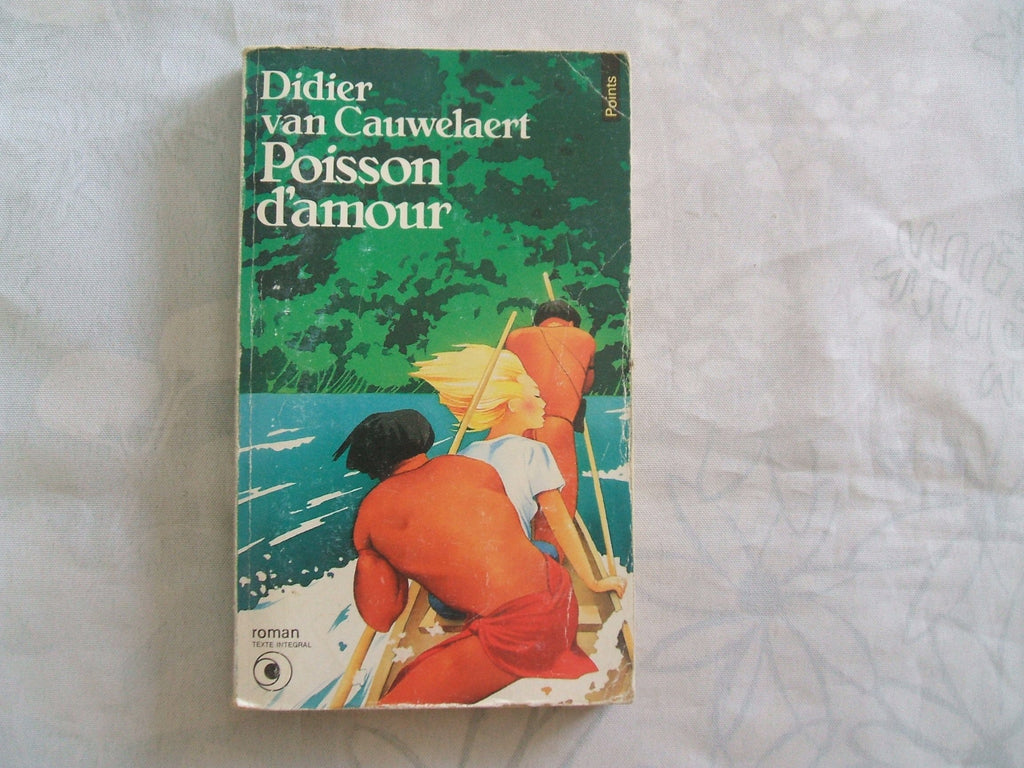 Didier
van Cauwelaert
Poisson
d'amour
Points
roman
TEXTE INTEGRAL